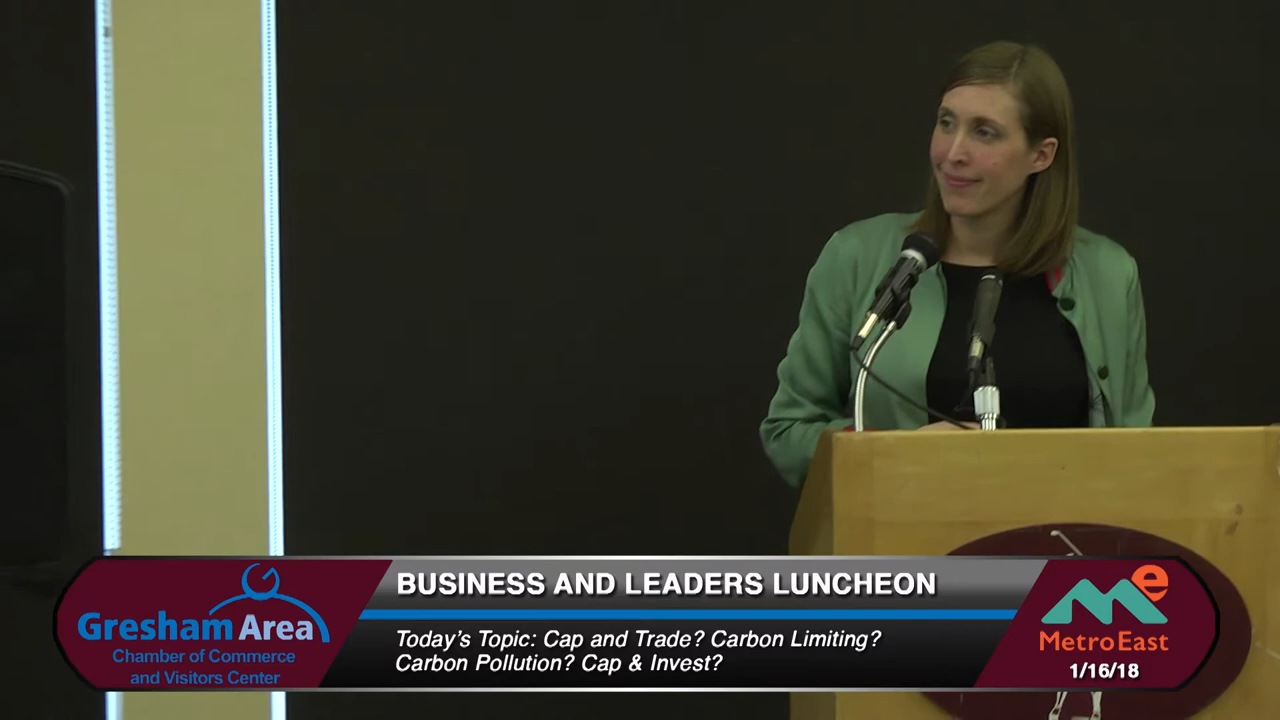 BUSINESS AND LEADERS LUNCHEON
Today's Topic: Cap and Trade? Carbon Limiting?
Carbon Pollution? Cap & Invest?
Gresham Area
Chamber of Commerce
and Visitors Center
me
MetroEast
1/16/18